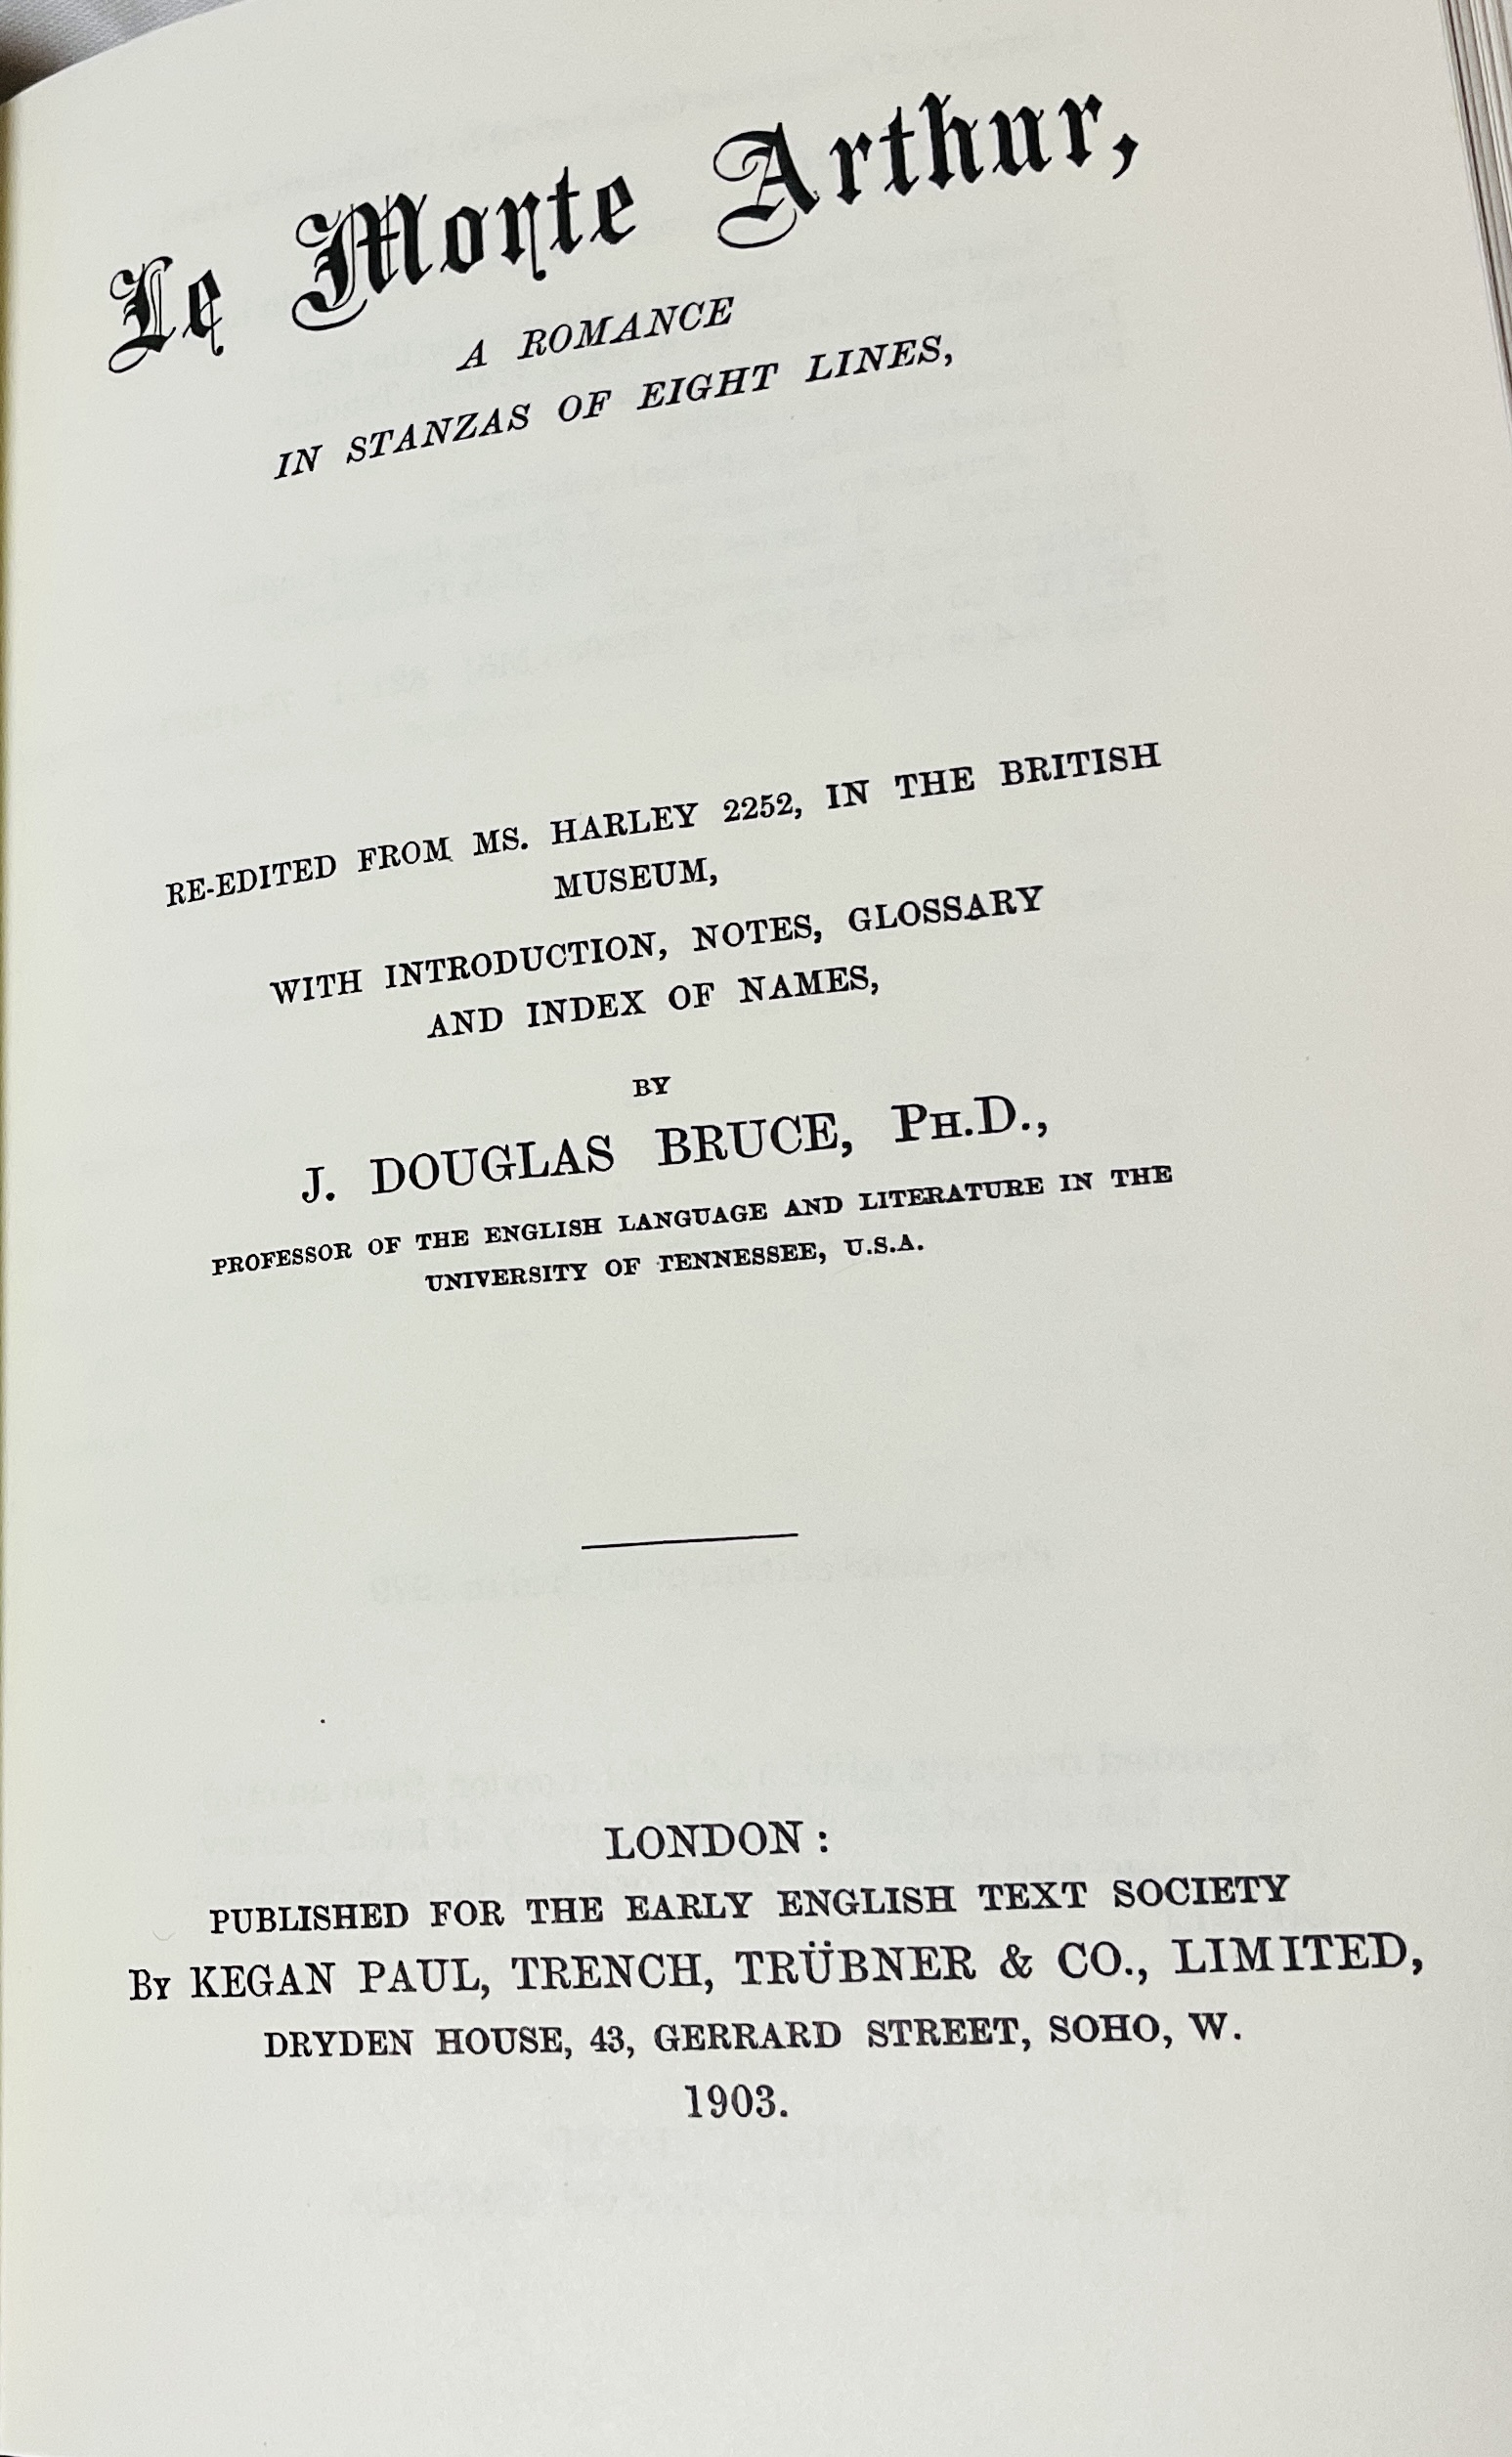 Le Morte Arthur,
A ROMANCE
IN STANZAS OF EIGHT LINES,
RE-EDITED FROM MS. HARLEY 2252, IN THE BRITISH
MUSEUM,
WITH INTRODUCTION, NOTES, GLOSSARY
AND INDEX OF NAMES,
BY
J. DOUGLAS BRUCE, PH.D.,
PROFESSOR OF THE ENGLISH LANGUAGE AND LITERATURE IN THE
UNIVERSITY OF TENNESSEE, U.S.A.
LONDON:
PUBLISHED FOR THE EARLY ENGLISH TEXT SOCIETY
BY KEGAN PAUL, TRENCH, TRÜBNER & CO., LIMITED,
DRYDEN HOUSE, 43, GERRARD STREET, SOHO, W.
1903.